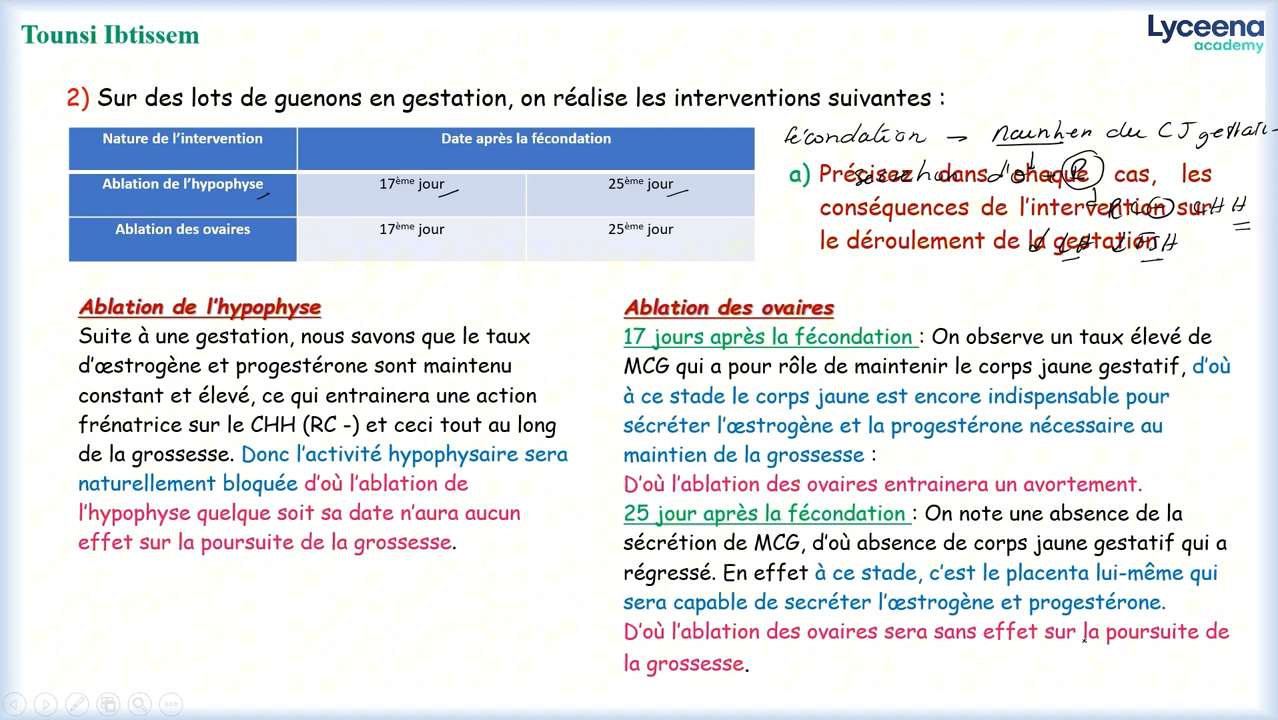 Tounsi Ibtissem
Lyceena
academy
2) Sur des lots de guenons en gestation, on réalise les interventions suivantes :
Nature de l'intervention
Date après la fécondation
Ablation de l'hypophyse
17ème jour
25ème jour
Ablation des ovaires
17ème jour
25ème jour
fécondation → maintien du CJ gestati
a) Précisez dans chaque cas, les
conséquences de l'intervention sur
le déroulement de la gestation
CHH
↓ LH ↓ FSH
Ablation de l'hypophyse
Suite à une gestation, nous savons que le taux
d'œstrogène et progestérone sont maintenu
constant et élevé, ce qui entrainera une action
frénatrice sur le CHH (RC -) et ceci tout au long
de la grossesse. Donc l'activité hypophysaire sera
naturellement bloquée d'où l'ablation de
l'hypophyse quelque soit sa date n'aura aucun
effet sur la poursuite de la grossesse.
Ablation des ovaires
17 jours après la fécondation : On observe un taux élevé de
MCG qui a pour rôle de maintenir le corps jaune gestatif, d'où
à ce stade le corps jaune est encore indispensable pour
sécréter l'œstrogène et la progestérone nécessaire au
maintien de la grossesse :
D'où l'ablation des ovaires entrainera un avortement.
25 jour après la fécondation : On note une absence de la
sécrétion de MCG, d'où absence de corps jaune gestatif qui a
régressé. En effet à ce stade, c'est le placenta lui-même qui
sera capable de secréter l'œstrogène et progestérone.
D'où l'ablation des ovaires sera sans effet sur la poursuite de
la grossesse.